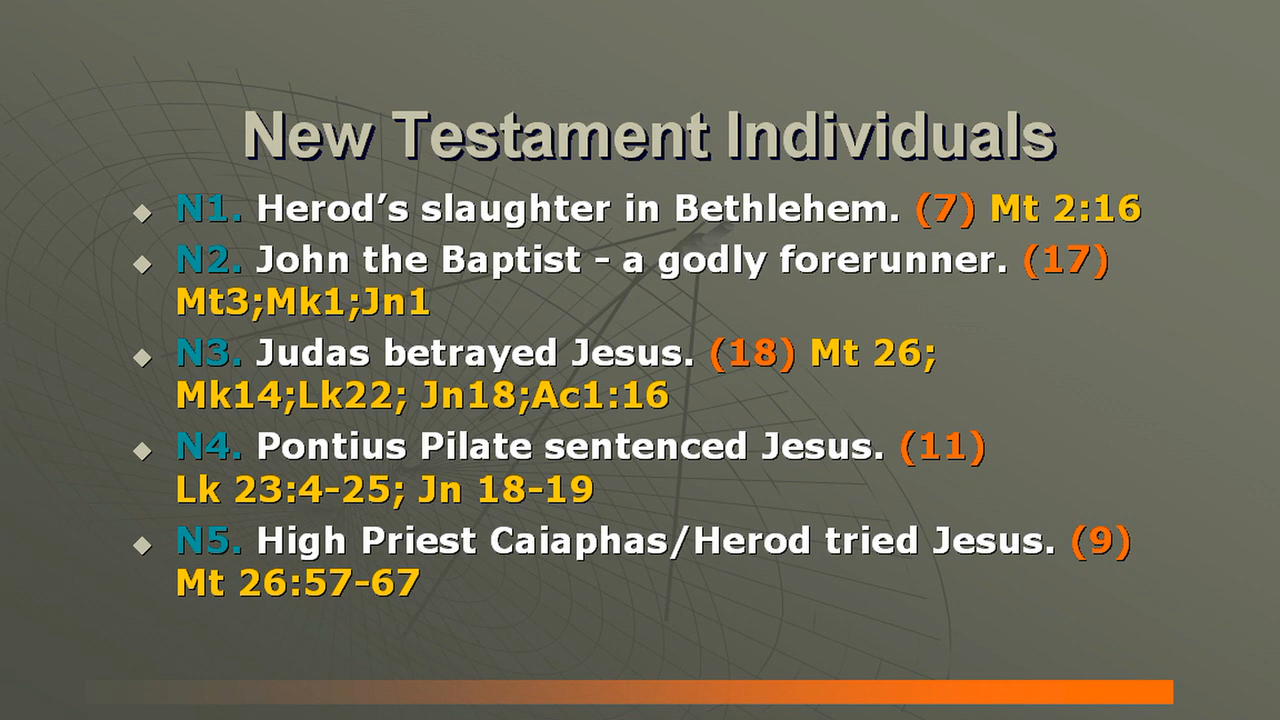 New Testament Individuals
N1. Herod’s slaughter in Bethlehem. (7) Mt 2:16
N2. John the Baptist - a godly forerunner. (17)
Mt3;Mk1;Jn1
N3. Judas betrayed Jesus. (18) Mt 26;
Mk14;Lk22; Jn18;Ac1:16
N4. Pontius Pilate sentenced Jesus. (11)
Lk 23:4-25; Jn 18-19
N5. High Priest Caiaphas/Herod tried Jesus. (9)
Mt 26:57-67